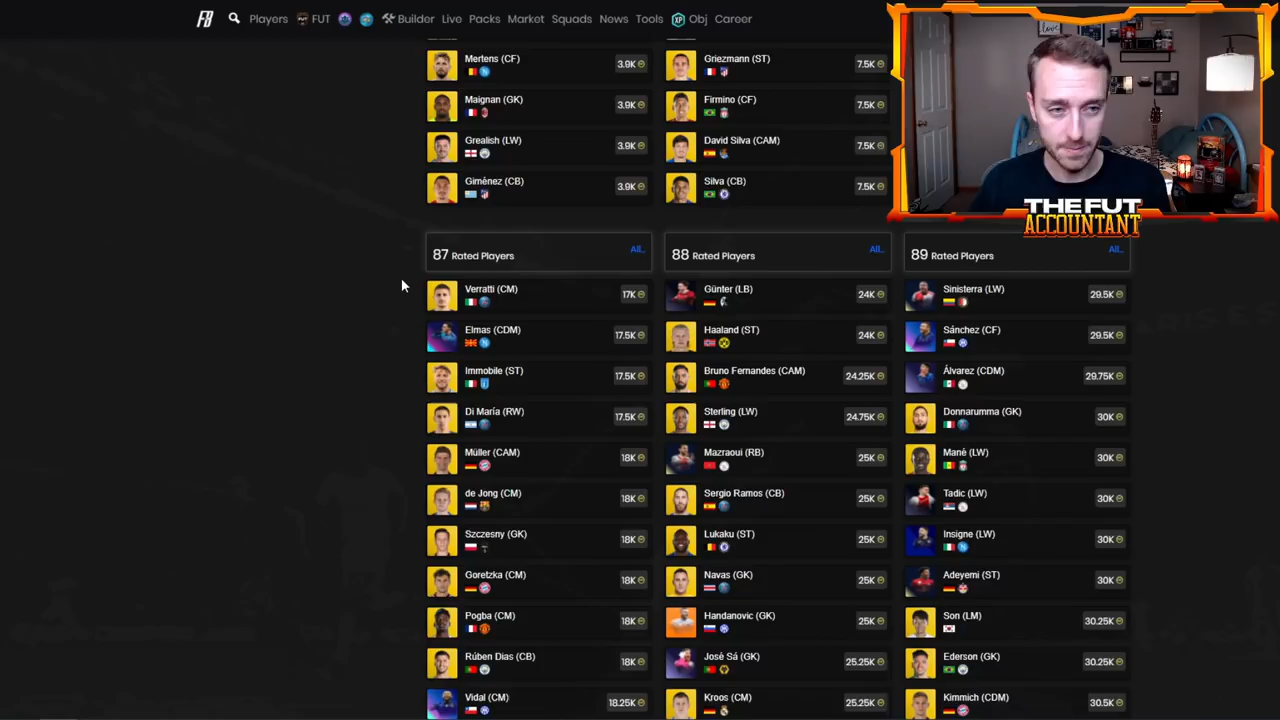 F8 Players FUT Builder Live Packs Market Squads News Tools XP Obj Career
Mertens (CF) 3.9K
Maignan (GK) 3.9K
Grealish (LW) 3.9K
Giménez (CB) 3.9K
Griezmann (ST) 7.5K
Firmino (CF) 7.5K
David Silva (CAM) 7.5K
Silva (CB) 7.5K
THE FUT
ACCOUNTANT
87 Rated Players All..
Verratti (CM) 17K
Elmas (CDM) 17.5K
Immobile (ST) 17.5K
Di María (RW) 17.5K
Müller (CAM) 18K
de Jong (CM) 18K
Szczesny (GK) 18K
Goretzka (CM) 18K
Pogba (CM) 18K
Rúben Dias (CB) 18K
Vidal (CM) 18.25K
88 Rated Players All..
Günter (LB) 24K
Haaland (ST) 24K
Bruno Fernandes (CAM) 24.25K
Sterling (LW) 24.75K
Mazraoui (RB) 25K
Sergio Ramos (CB) 25K
Lukaku (ST) 25K
Navas (GK) 25K
Handanovic (GK) 25K
José Sá (GK) 25.25K
Kroos (CM) 25.25K
89 Rated Players All..
Sinisterra (LW) 29.5K
Sánchez (CF) 29.5K
Álvarez (CDM) 29.75K
Donnarumma (GK) 30K
Mané (LW) 30K
Tadic (LW) 30K
Insigne (LW) 30K
Adeyemi (ST) 30K
Son (LM) 30.25K
Ederson (GK) 30.25K
Kimmich (CDM) 30.5K